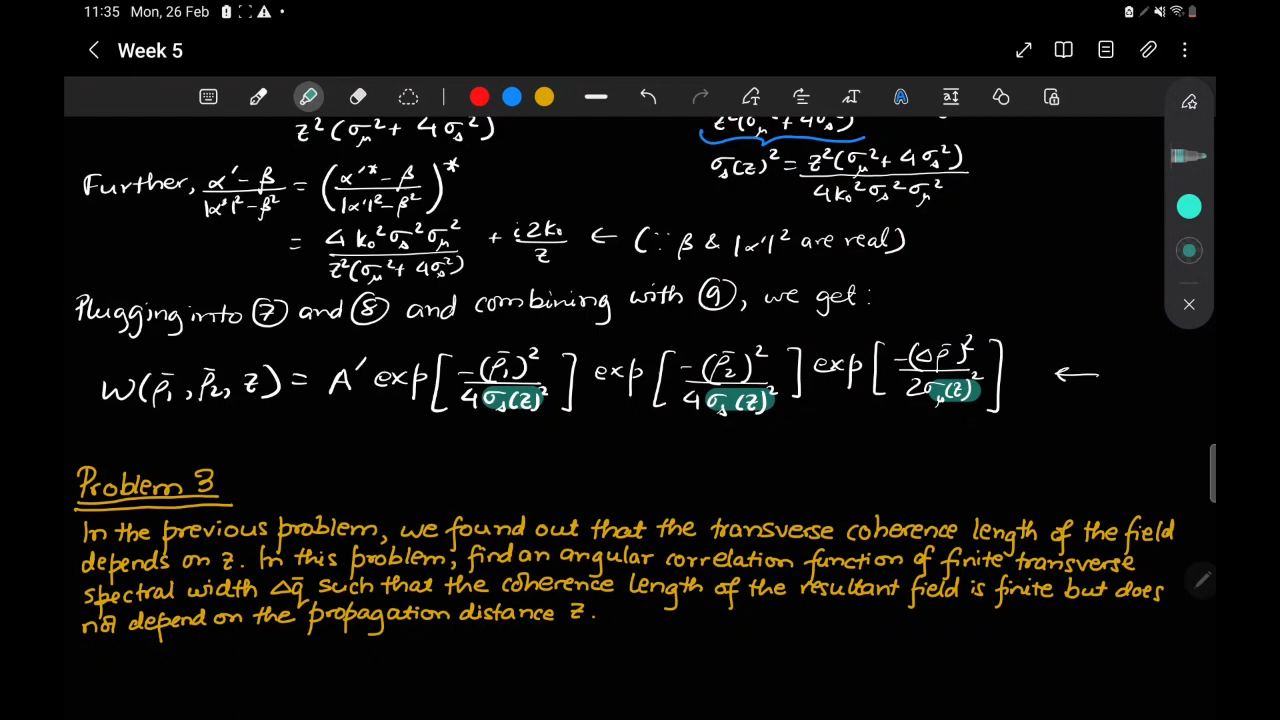 11:35 Mon, 26 Feb
Week 5
z²(σμ² + 4σs²)
z²(σμ² + 4σs²)
σs(z)² = z²(σμ² + 4σs²) / 4k₀²σs²σμ²
Further, (α' - β) / (|α'|² - β²) = ((α'* - β) / (|α'|² - β²))*
= 4k₀²σs²σμ² / z²(σμ² + 4σs²) + i2k₀ / z ← (∵ β & |α'|² are real)
Plugging into ⑦ and ⑧ and combining with ⑨, we get:
W(ρ̄₁, ρ̄₂, z) = A' exp[-(ρ̄₁)² / 4σs(z)²] exp[-(ρ̄₂)² / 4σs(z)²] exp[-(Δρ̄)² / 2σμ(z)²] ←
Problem 3
In the previous problem, we found out that the transverse coherence length of the field
depends on z. In this problem, find an angular correlation function of finite transverse
spectral width Δq̄ such that the coherence length of the resultant field is finite but does
not depend on the propagation distance z.